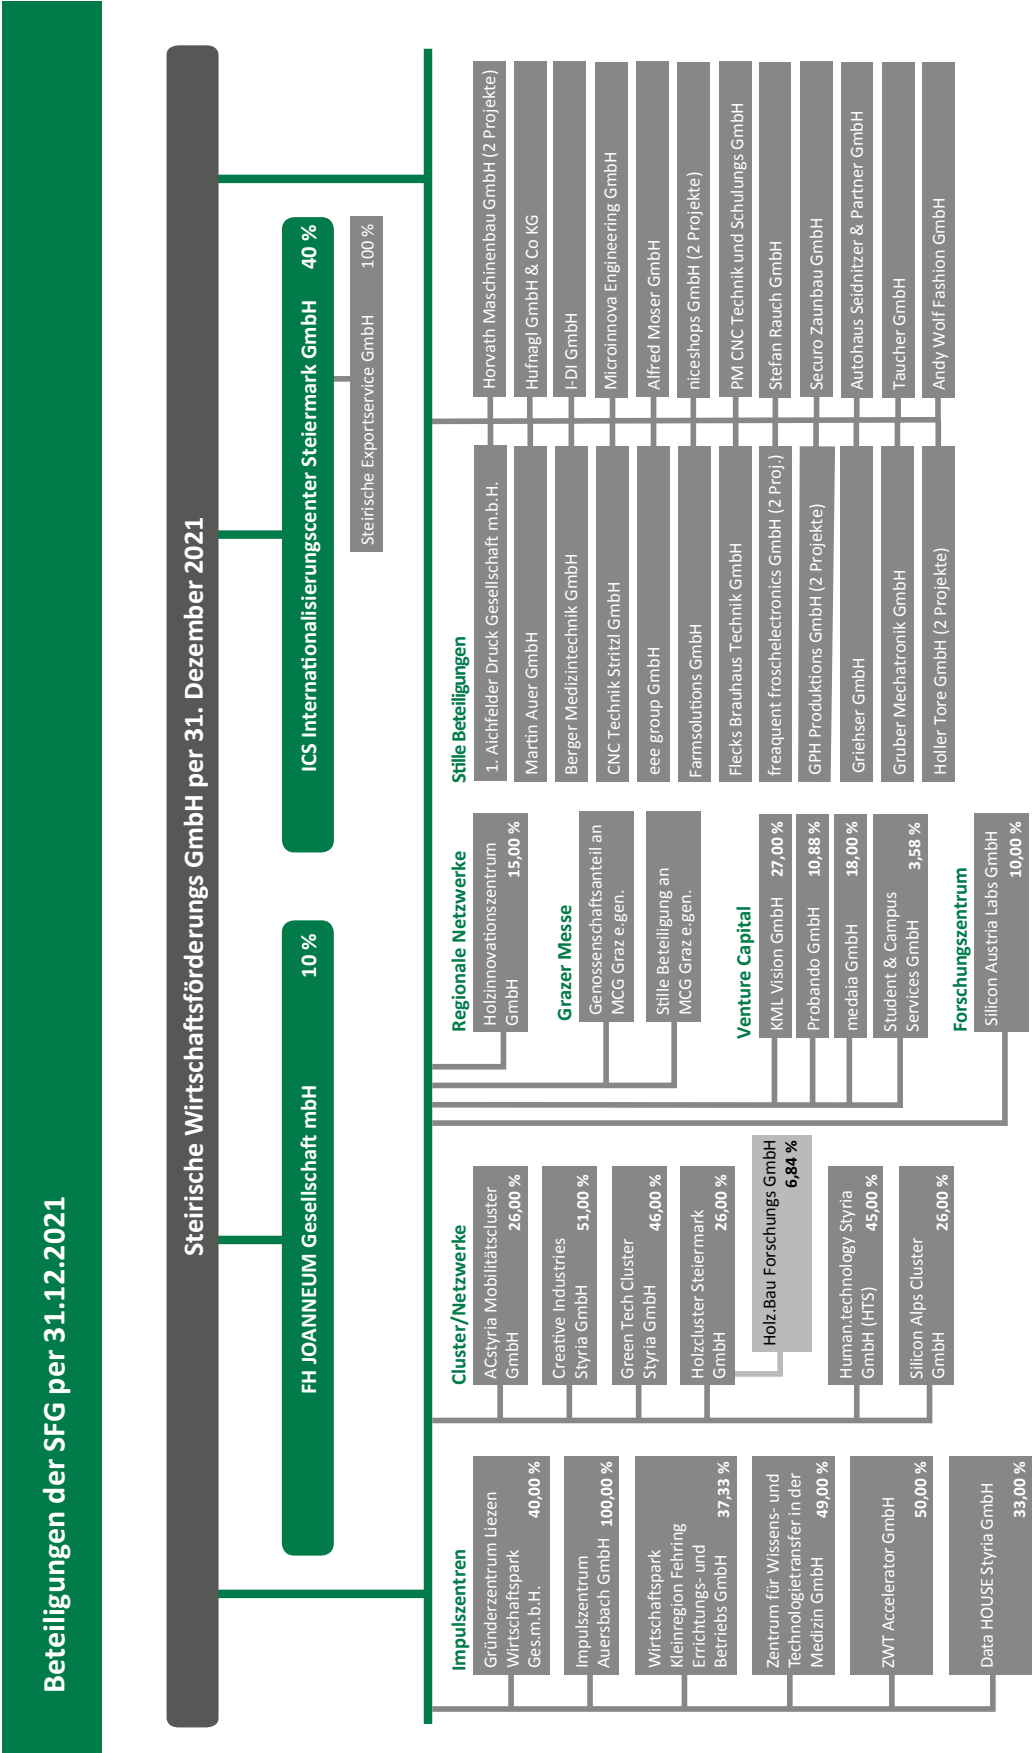 Beteiligungen der SFG per 31.12.2021
Steirische Wirtschaftsförderungs GmbH per 31. Dezember 2021
FH JOANNEUM Gesellschaft mbH 10 %
ICS Internationalisierungscenter Steiermark GmbH 40 %
Steirische Exportservice GmbH 100 %
Impulszentren
Gründerzentrum Liezen
Wirtschaftspark
Ges.m.b.H. 40,00 %
Impulszentrum
Auersbach GmbH 100,00 %
Wirtschaftspark
Kleinregion Fehring
Errichtungs- und
Betriebs GmbH 37,33 %
Zentrum für Wissens- und
Technologietransfer in der
Medizin GmbH 49,00 %
ZWT Accelerator GmbH
50,00 %
Data HOUSE Styria GmbH
33,00 %
Cluster/Netzwerke
ACstyria Mobilitätscluster
GmbH 26,00 %
Creative Industries
Styria GmbH 51,00 %
Green Tech Cluster
Styria GmbH 46,00 %
Holzcluster Steiermark
GmbH 26,00 %
Holz.Bau Forschungs GmbH
6,84 %
Human.technology Styria
GmbH (HTS) 45,00 %
Silicon Alps Cluster
GmbH 26,00 %
Regionale Netzwerke
Holzinnovationszentrum
GmbH 15,00 %
Grazer Messe
Genossenschaftsanteil an
MCG Graz e.gen.
Stille Beteiligung an
MCG Graz e.gen.
Venture Capital
KML Vision GmbH 27,00 %
Probando GmbH 10,88 %
medaia GmbH 18,00 %
Student & Campus
Services GmbH 3,58 %
Forschungszentrum
Silicon Austria Labs GmbH
10,00 %
Stille Beteiligungen
1. Aichfelder Druck Gesellschaft m.b.H.
Martin Auer GmbH
Berger Medizintechnik GmbH
CNC Technik Stritzl GmbH
eee group GmbH
Farmsolutions GmbH
Flecks Brauhaus Technik GmbH
freaquent froschelectronics GmbH (2 Proj.)
GPH Produktions GmbH (2 Projekte)
Griehser GmbH
Gruber Mechatronik GmbH
Holler Tore GmbH (2 Projekte)
Horvath Maschinenbau GmbH (2 Projekte)
Hufnagl GmbH & Co KG
I-DI GmbH
Microinnova Engineering GmbH
Alfred Moser GmbH
niceshops GmbH (2 Projekte)
PM CNC Technik und Schulungs GmbH
Stefan Rauch GmbH
Securo Zaunbau GmbH
Autohaus Seidnitzer & Partner GmbH
Taucher GmbH
Andy Wolf Fashion GmbH